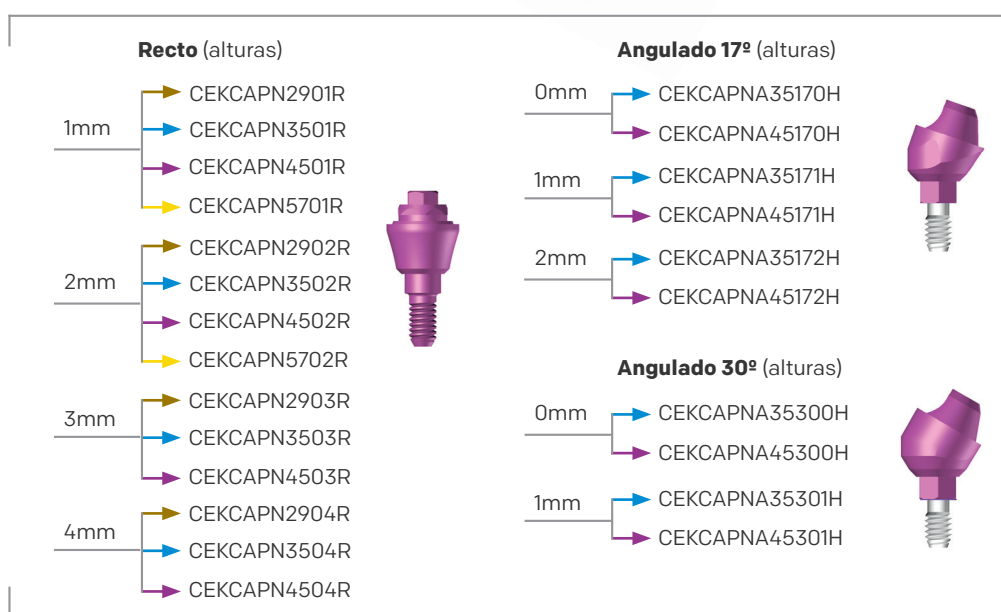 Recto (alturas)
1mm
CEKCAPN2901R
CEKCAPN3501R
CEKCAPN4501R
CEKCAPN5701R
2mm
CEKCAPN2902R
CEKCAPN3502R
CEKCAPN4502R
CEKCAPN5702R
3mm
CEKCAPN2903R
CEKCAPN3503R
CEKCAPN4503R
4mm
CEKCAPN2904R
CEKCAPN3504R
CEKCAPN4504R
Angulado 17º (alturas)
0mm
CEKCAPNA35170H
CEKCAPNA45170H
1mm
CEKCAPNA35171H
CEKCAPNA45171H
2mm
CEKCAPNA35172H
CEKCAPNA45172H
Angulado 30º (alturas)
0mm
CEKCAPNA35300H
CEKCAPNA45300H
1mm
CEKCAPNA35301H
CEKCAPNA45301H